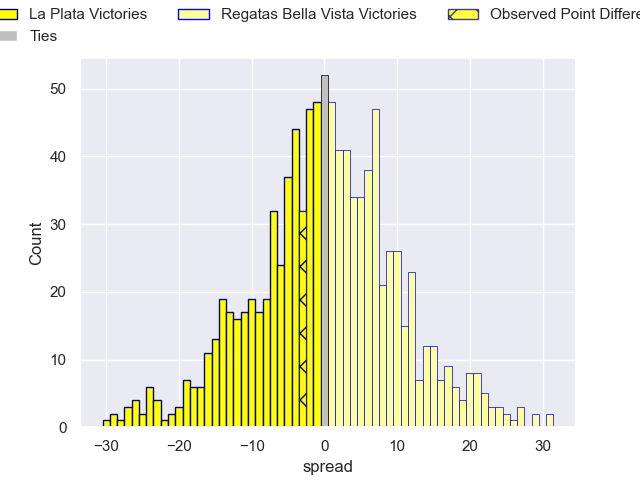 La Plata Victories
Regatas Bella Vista Victories
Observed Point Differe
Ties
50
40
30
20
10
0
Count
−30
−20
−10
0
10
20
30
spread